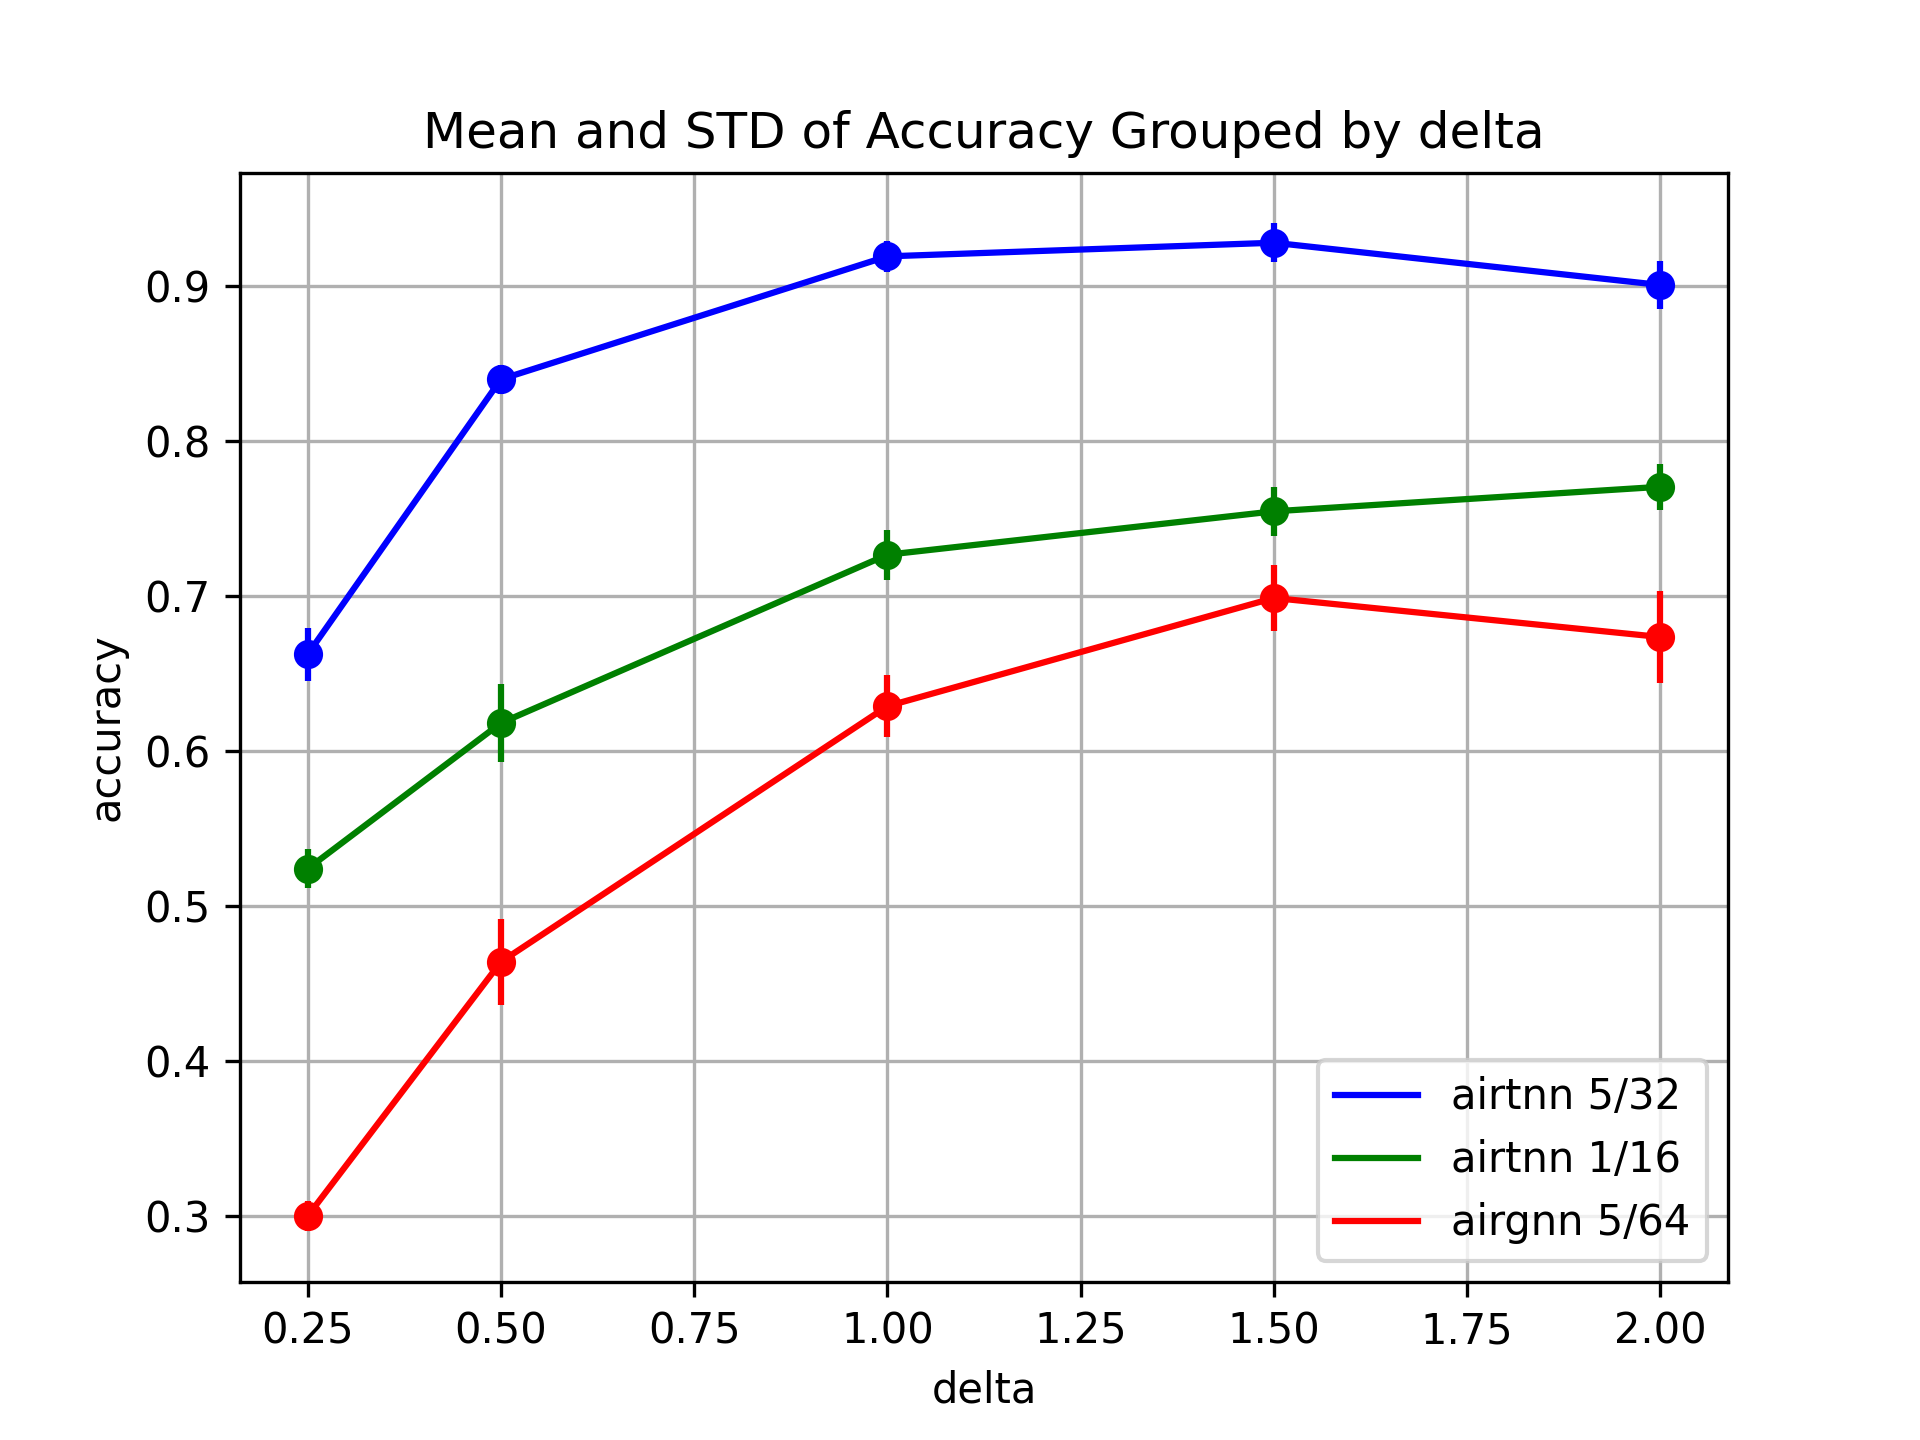 Mean and STD of Accuracy Grouped by delta
accuracy
0.9
0.8
0.7
0.6
0.5
0.4
0.3
airtnn 5/32
airtnn 1/16
airgnn 5/64
0.25 0.50 0.75 1.00 1.25 1.50 1.75 2.00
delta